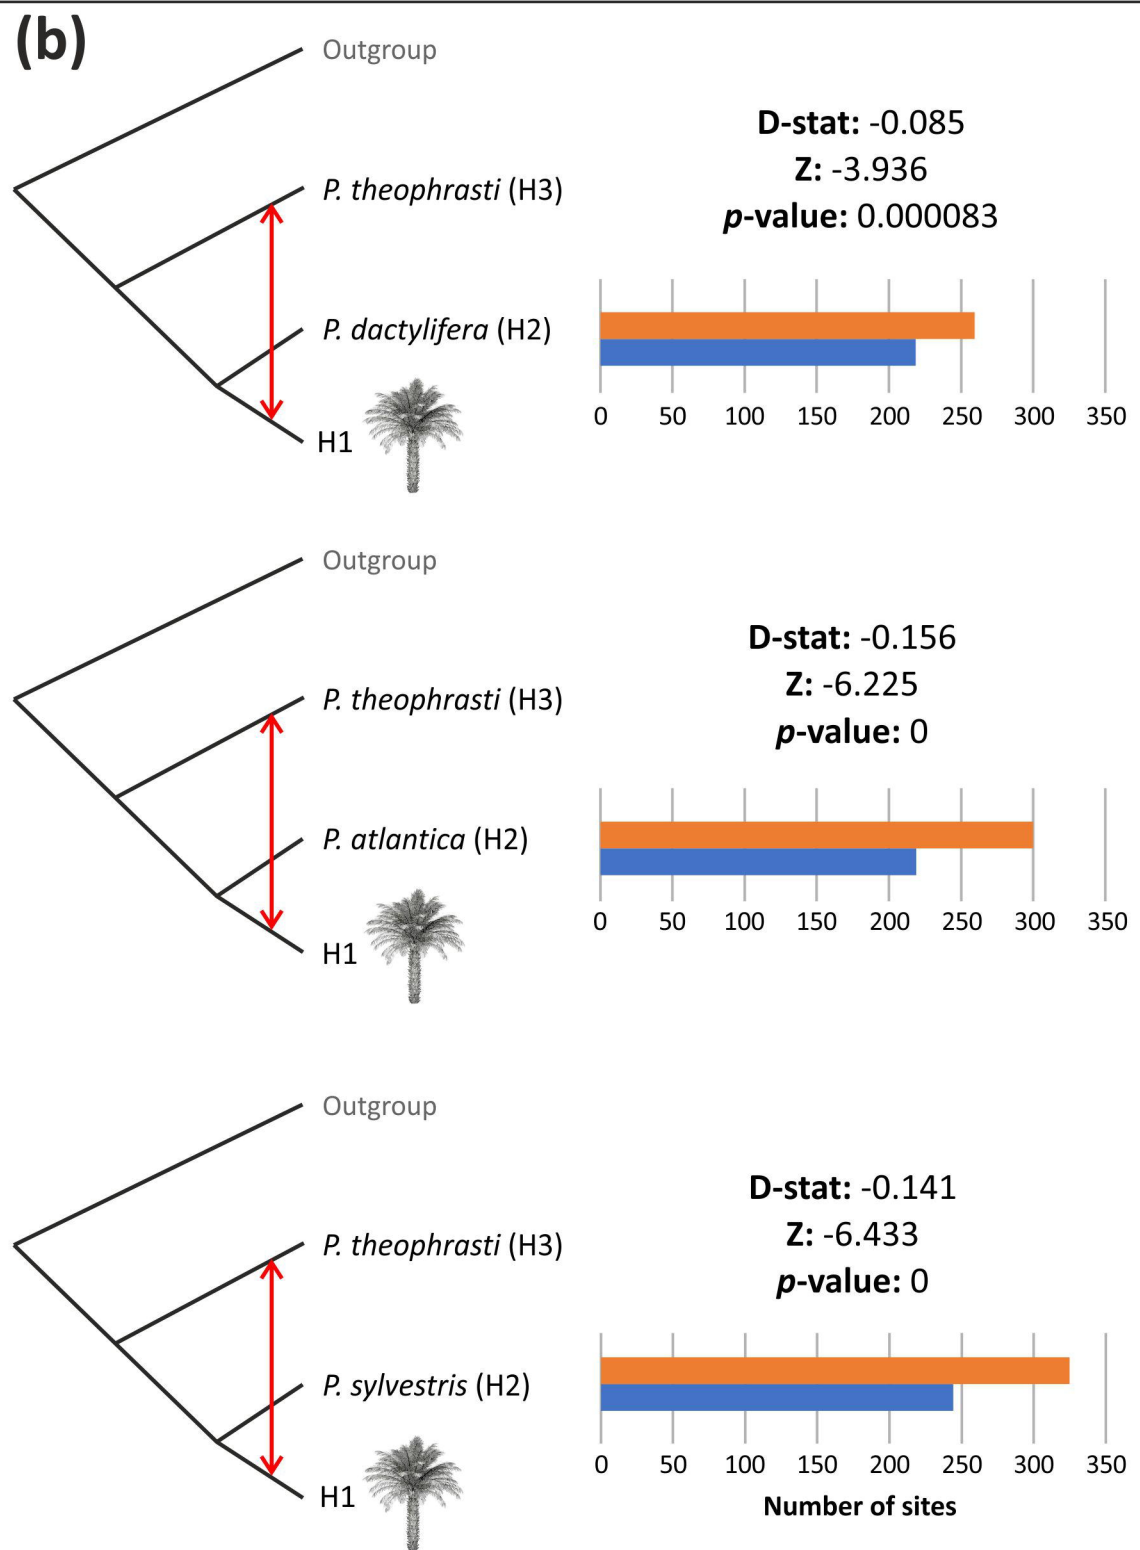 (b)
Outgroup
P. theophrasti (H3)
P. dactylifera (H2)
H1
D-stat: -0.085
Z: -3.936
p-value: 0.000083
0 50 100 150 200 250 300 350
Outgroup
P. theophrasti (H3)
P. atlantica (H2)
H1
D-stat: -0.156
Z: -6.225
p-value: 0
0 50 100 150 200 250 300 350
Outgroup
P. theophrasti (H3)
P. sylvestris (H2)
H1
D-stat: -0.141
Z: -6.433
p-value: 0
0 50 100 150 200 250 300 350
Number of sites